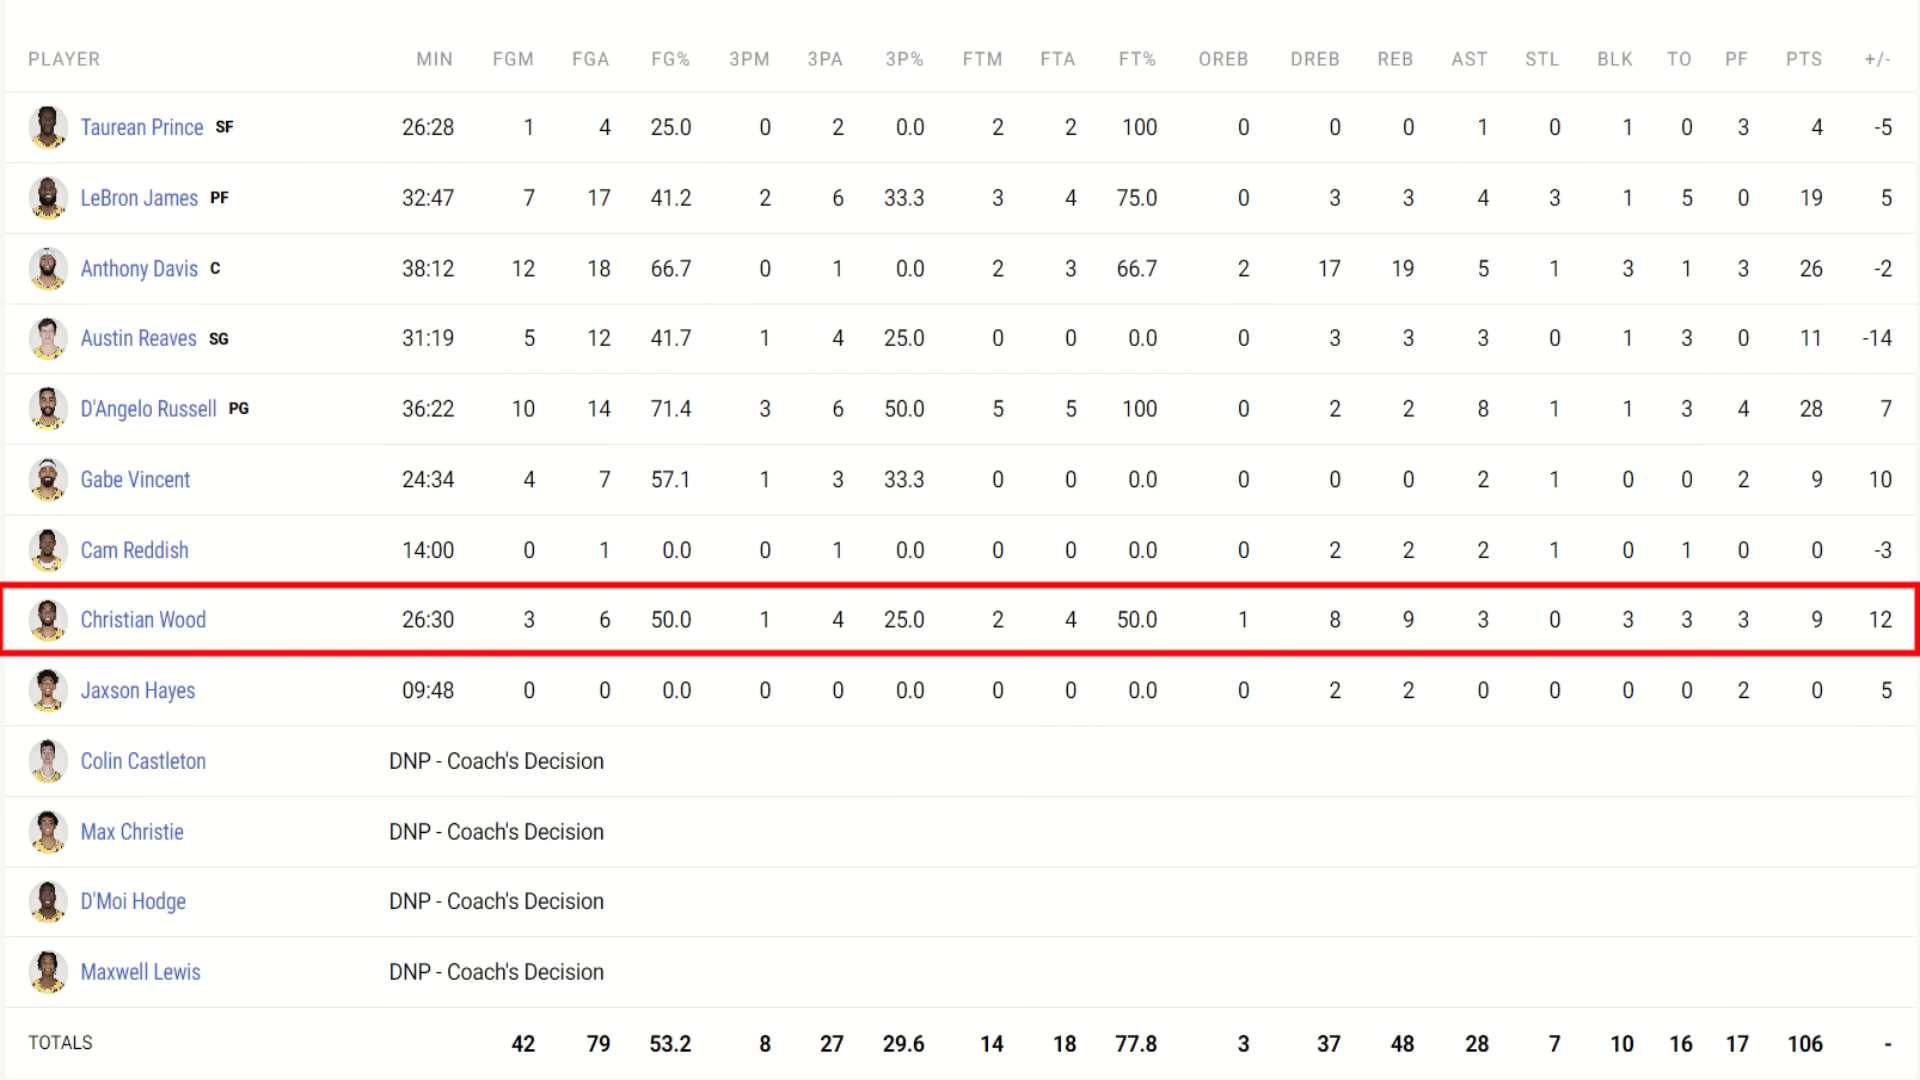 PLAYER MIN FGM FGA FG% 3PM 3PA 3P% FTM FTA FT% OREB DREB REB AST STL BLK TO PF PTS +/-
Taurean Prince SF 26:28 1 4 25.0 0 2 0.0 2 2 100 0 0 0 1 0 1 0 3 4 -5
LeBron James PF 32:47 7 17 41.2 2 6 33.3 3 4 75.0 0 3 3 4 3 1 5 0 19 5
Anthony Davis C 38:12 12 18 66.7 0 1 0.0 2 3 66.7 2 17 19 5 1 3 1 3 26 -2
Austin Reaves SG 31:19 5 12 41.7 1 4 25.0 0 0 0.0 0 3 3 3 0 1 3 0 11 -14
D'Angelo Russell PG 36:22 10 14 71.4 3 6 50.0 5 5 100 0 2 2 8 1 1 3 4 28 7
Gabe Vincent 24:34 4 7 57.1 1 3 33.3 0 0 0.0 0 0 0 2 1 0 0 2 9 10
Cam Reddish 14:00 0 1 0.0 0 1 0.0 0 0 0.0 0 2 2 2 1 0 1 0 0 -3
Christian Wood 26:30 3 6 50.0 1 4 25.0 2 4 50.0 1 8 9 3 0 3 3 3 9 12
Jaxson Hayes 09:48 0 0 0.0 0 0 0.0 0 0 0.0 0 2 2 0 0 0 0 2 0 5
Colin Castleton DNP - Coach's Decision
Max Christie DNP - Coach's Decision
D'Moi Hodge DNP - Coach's Decision
Maxwell Lewis DNP - Coach's Decision
TOTALS 42 79 53.2 8 27 29.6 14 18 77.8 3 37 48 28 7 10 16 17 106 -